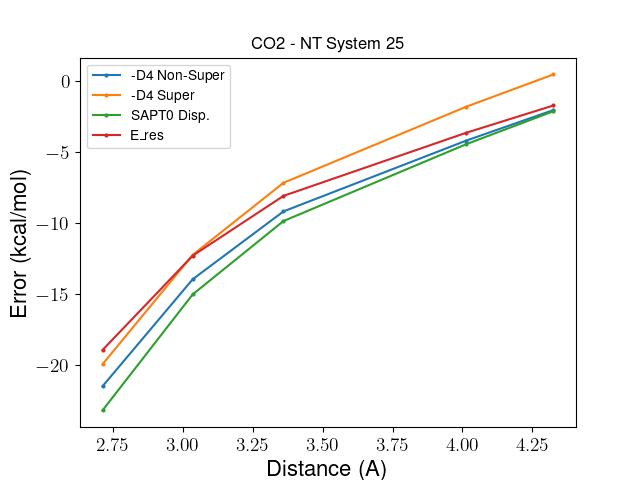 CO2 - NT System 25
-D4 Non-Super
-D4 Super
SAPT0 Disp.
E_res
Error (kcal/mol)
0
−5
−10
−15
−20
2.75 3.00 3.25 3.50 3.75 4.00 4.25
Distance (A)